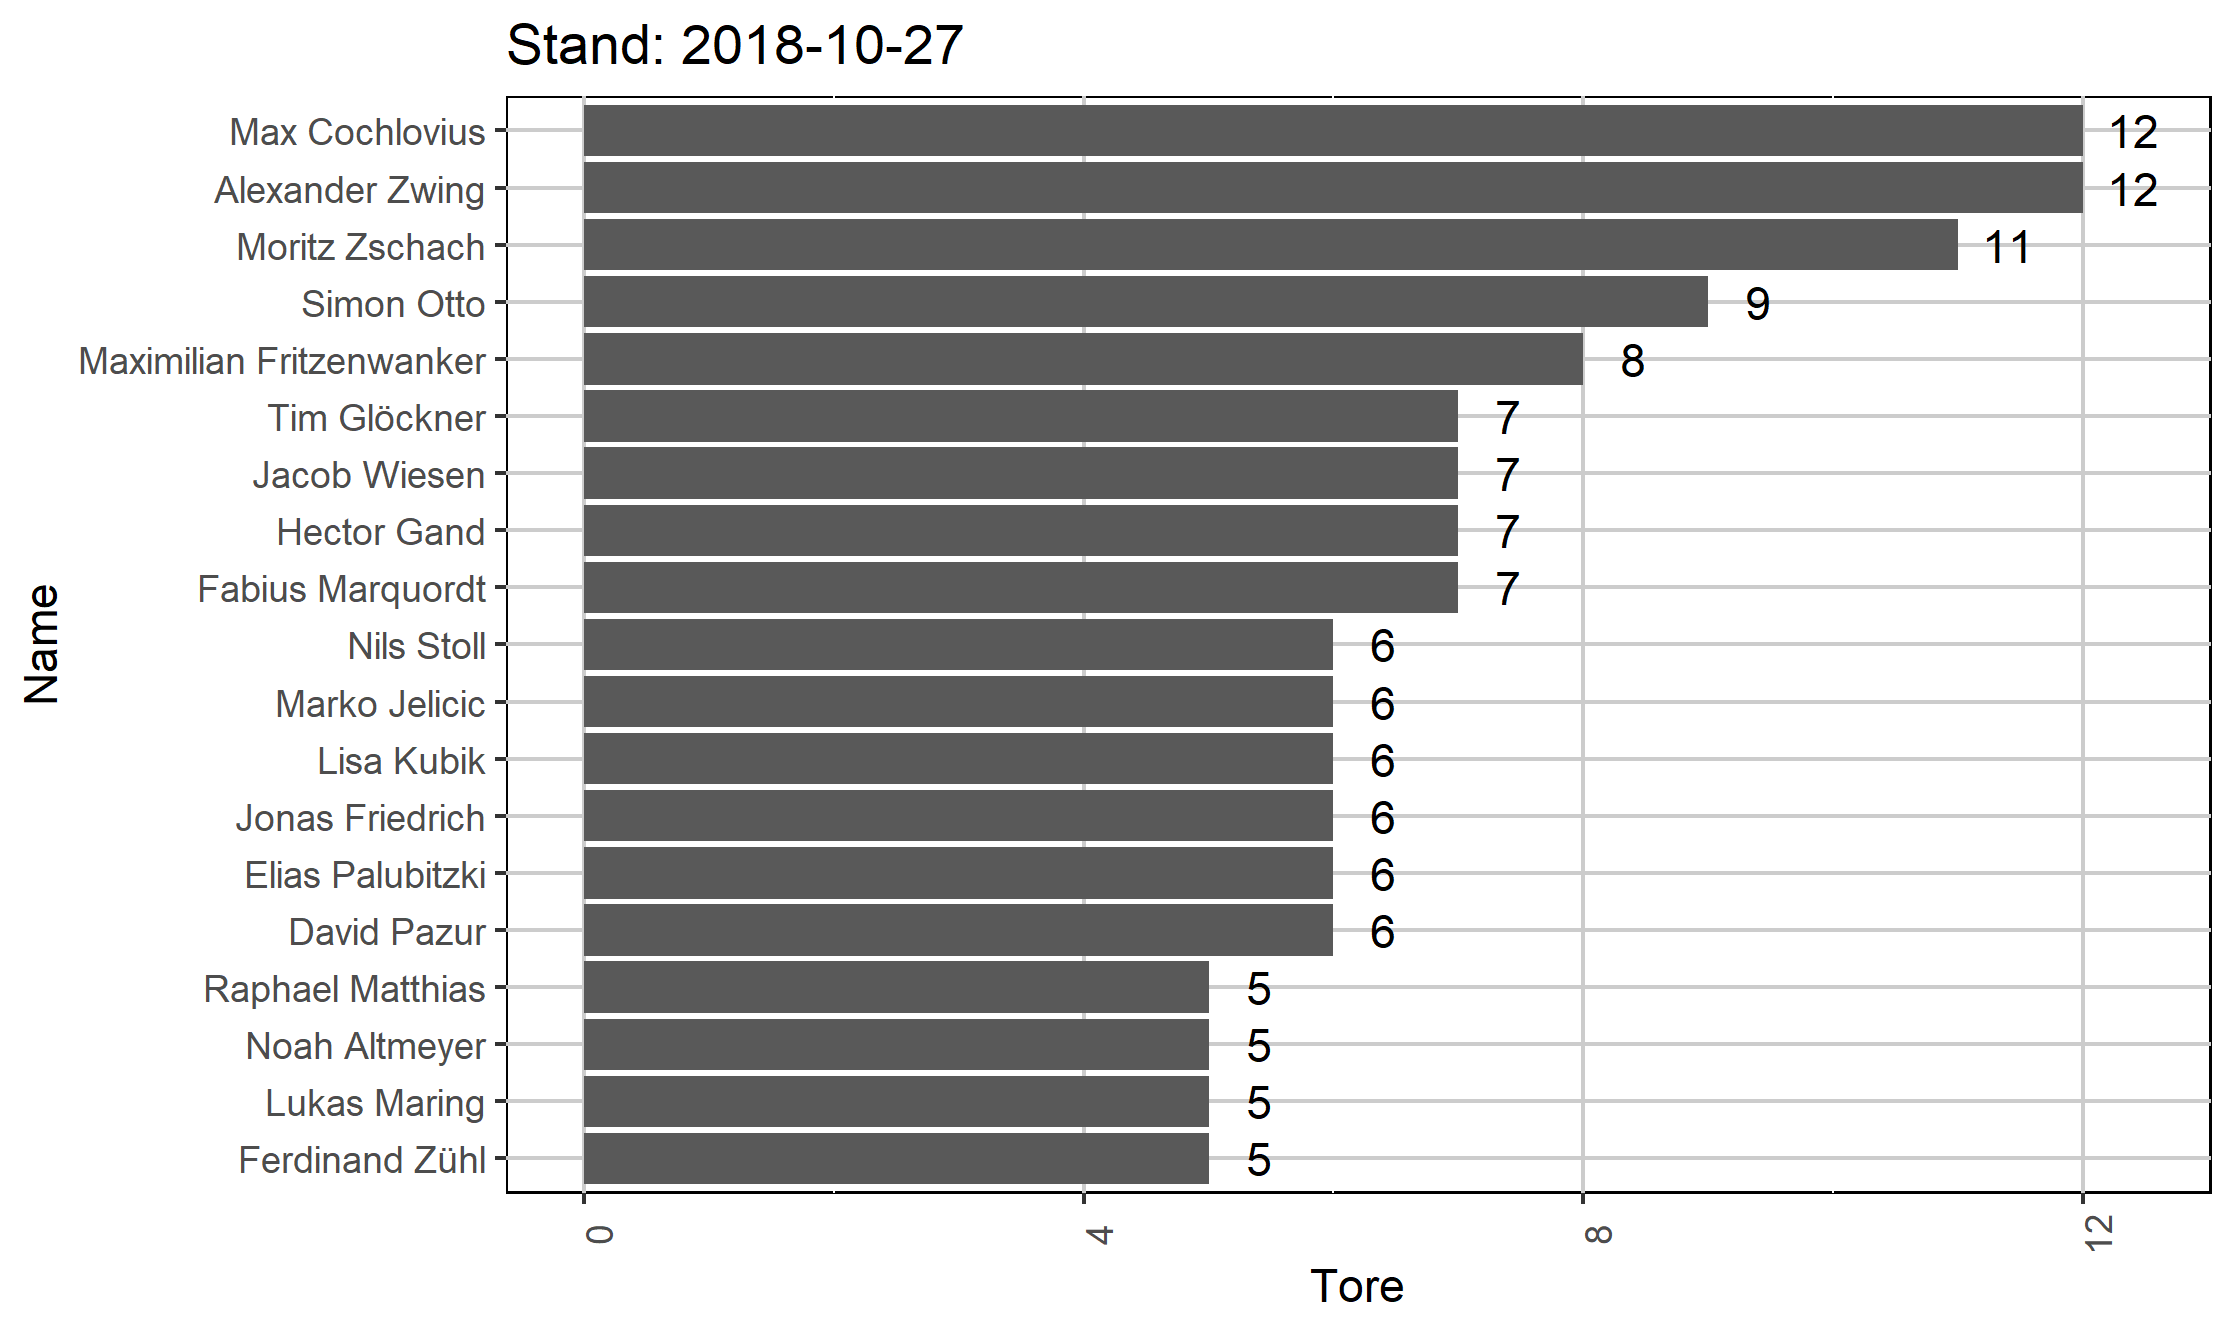 Stand: 2018-10-27
Name
Max Cochlovius 12
Alexander Zwing 12
Moritz Zschach 11
Simon Otto 9
Maximilian Fritzenwanker 8
Tim Glöckner 7
Jacob Wiesen 7
Hector Gand 7
Fabius Marquordt 7
Nils Stoll 6
Marko Jelicic 6
Lisa Kubik 6
Jonas Friedrich 6
Elias Palubitzki 6
David Pazur 6
Raphael Matthias 5
Noah Altmeyer 5
Lukas Maring 5
Ferdinand Zühl 5
0 4 8 12
Tore